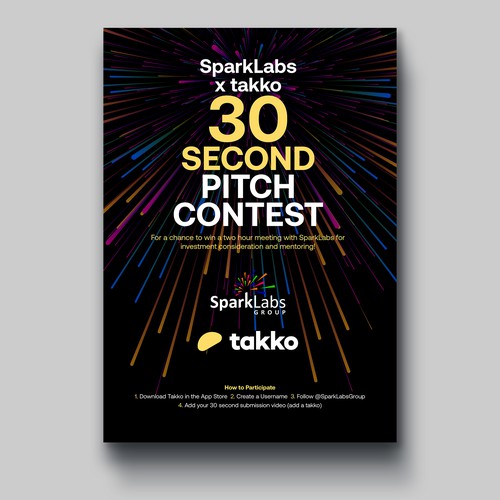 SparkLabs
x takko
30
SECOND
PITCH
CONTEST
For a chance to win a two hour meeting with SparkLabs for
investment consideration and mentoring!
SparkLabs
GROUP
takko
How to Participate
1. Download Takko in the App Store 2. Create a Username 3. Follow @SparkLabsGroup
4. Add your 30 second submission video (add a takko)